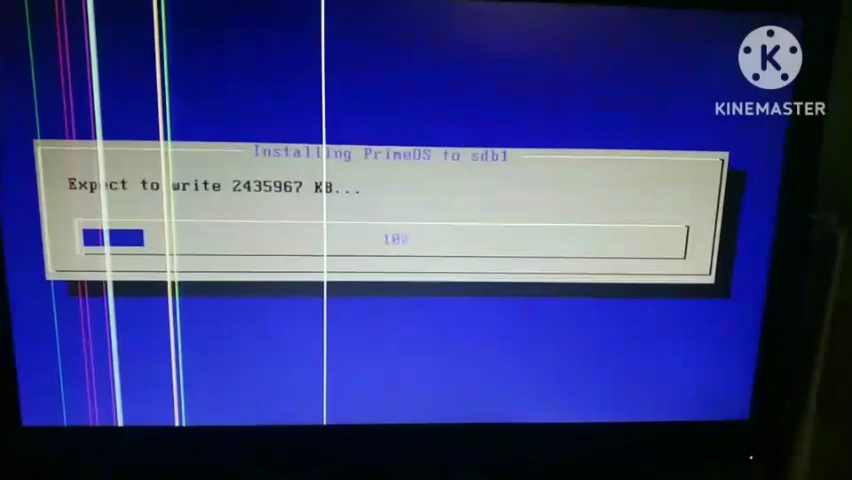 K
KINEMASTER
Installing PrimeOS to sdb1
Expect to write 2435967 KB...
10%